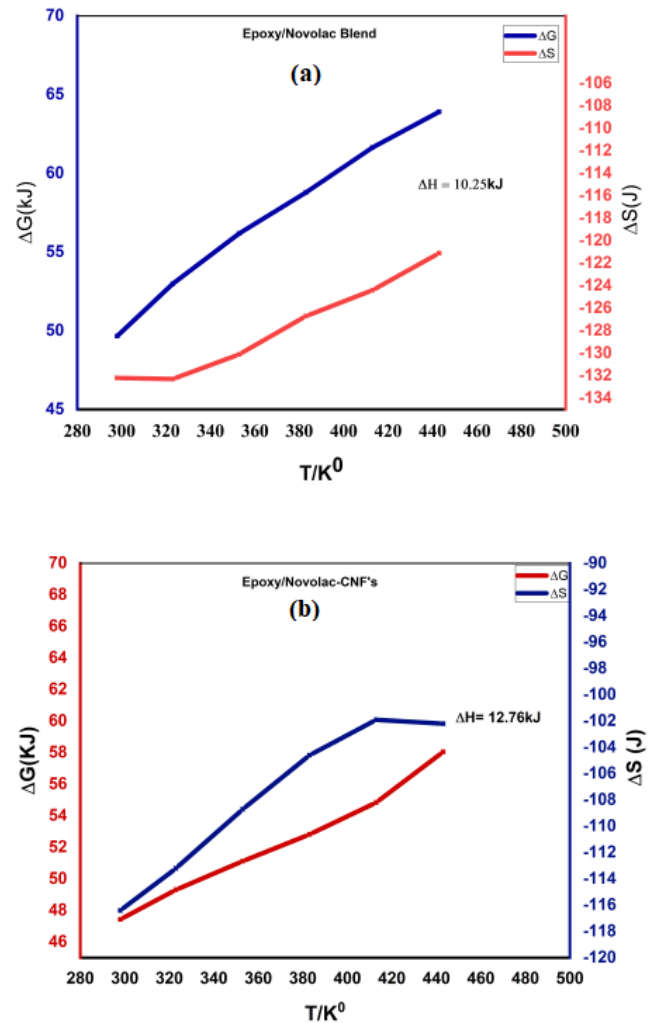 Epoxy/Novolac Blend
(a)
ΔG
ΔS
ΔH = 10.25kJ
ΔG(kJ)
70
65
60
55
50
45
ΔS(J)
-106
-108
-110
-112
-114
-116
-118
-120
-122
-124
-126
-128
-130
-132
-134
280 300 320 340 360 380 400 420 440 460 480 500
T/K⁰
Epoxy/Novolac-CNF's
(b)
ΔG
ΔS
ΔH= 12.76kJ
ΔG(KJ)
70
68
66
64
62
60
58
56
54
52
50
48
46
ΔS (J)
-90
-92
-94
-96
-98
-100
-102
-104
-106
-108
-110
-112
-114
-116
-118
-120
280 300 320 340 360 380 400 420 440 460 480 500
T/K⁰